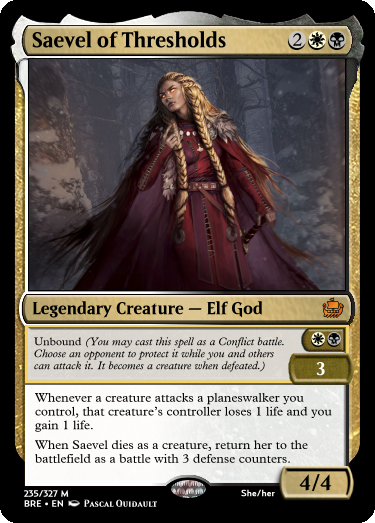 Saevel of Thresholds 2
Legendary Creature — Elf God
Unbound (You may cast this spell as a Conflict battle.
Choose an opponent to protect it while you and others
can attack it. It becomes a creature when defeated.)
3
Whenever a creature attacks a planeswalker you
control, that creature's controller loses 1 life and you
gain 1 life.
When Saevel dies as a creature, return her to the
battlefield as a battle with 3 defense counters.
4/4
235/327 M
She/her
BRE • EN Pascal Quidault